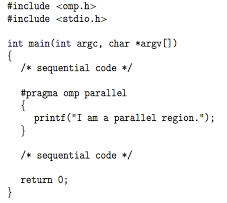 #include <omp.h>
#include <stdio.h>
int main(int argc, char *argv[])
{
/* sequential code */
#pragma omp parallel
{
printf("I am a parallel region.");
}
/* sequential code */
return 0;
}